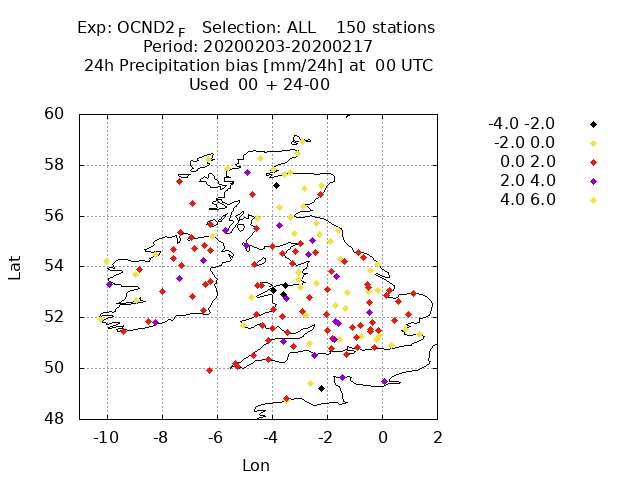 Exp: OCND2_F Selection: ALL 150 stations
Period: 20200203-20200217
24h Precipitation bias [mm/24h] at 00 UTC
Used 00 + 24-00
-4.0 -2.0
-2.0 0.0
0.0 2.0
2.0 4.0
4.0 6.0
60
58
56
54
52
50
48
Lat
-10 -8 -6 -4 -2 0 2
Lon